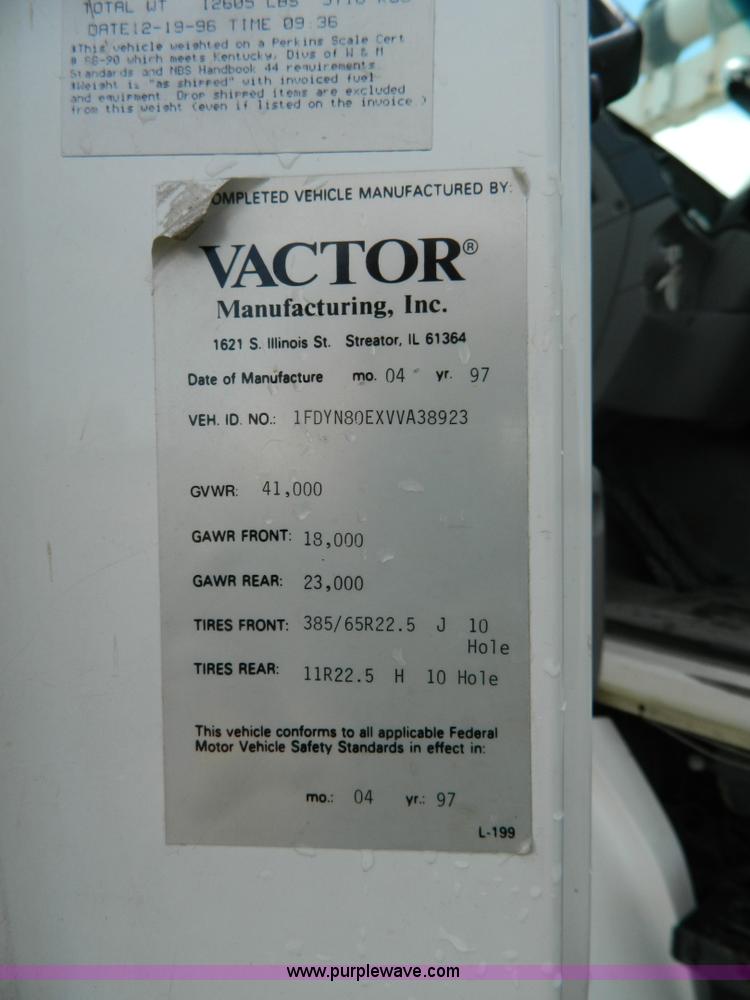 TOTAL WT 12605 LBS
DATE12-19-96 TIME 09:36
*This vehicle weighted on a Perkins Scale Cert
# 68-90 which meets Kentucky, Divs of W & M
Standards and NBS Handbook 44 requirements
*Weight is "as shipped" with invoiced fuel
and equipment Drop shipped items are excluded
from this weight (even if listed on the invoice )
OMPLETED VEHICLE MANUFACTURED BY:
VACTOR®
Manufacturing, Inc.
1621 S. Illinois St. Streator, IL 61364
Date of Manufacture mo. 04 yr. 97
VEH. ID. NO.: 1FDYN80EXVVA38923
GVWR: 41,000
GAWR FRONT: 18,000
GAWR REAR: 23,000
TIRES FRONT: 385/65R22.5 J 10
Hole
TIRES REAR: 11R22.5 H 10 Hole
This vehicle conforms to all applicable Federal
Motor Vehicle Safety Standards in effect in:
mo.: 04 yr.: 97
L-199
www.purplewave.com